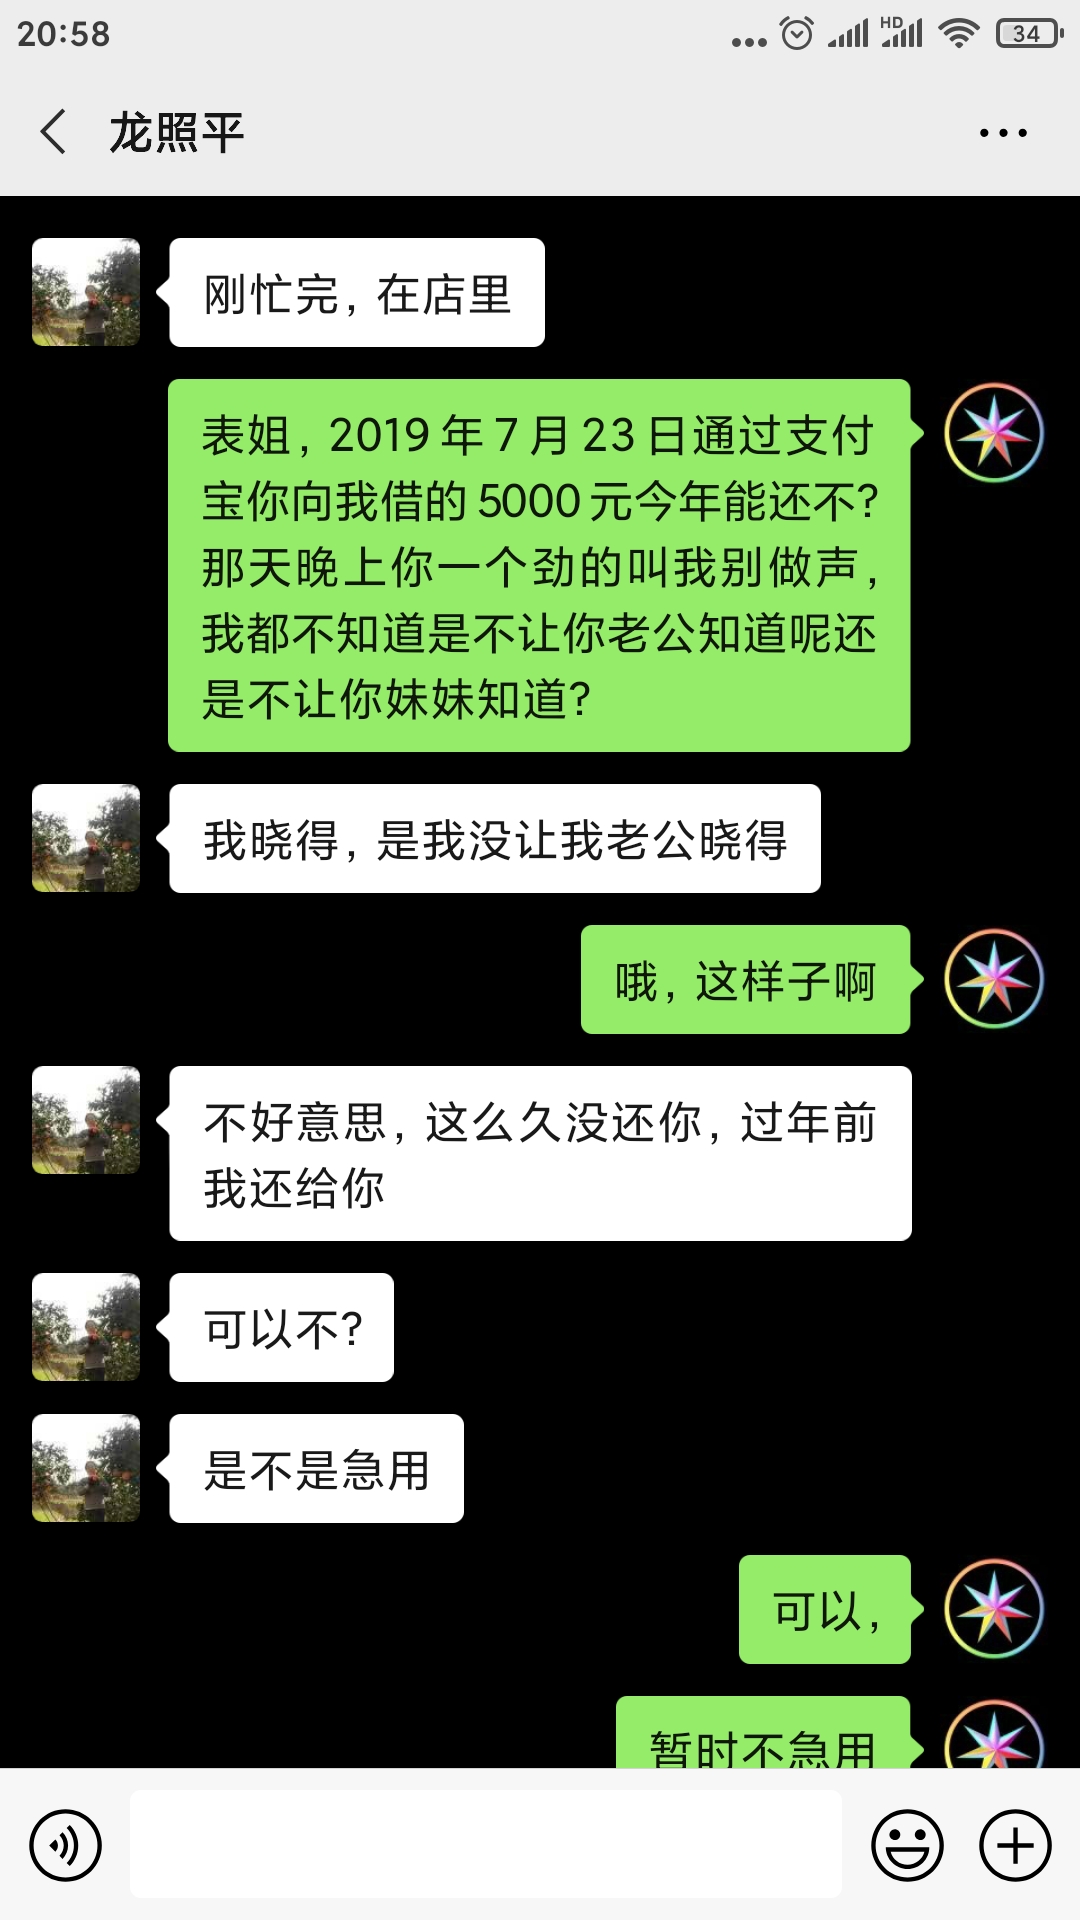 20:58
HD
34
龙照平
刚忙完，在店里
表姐，2019年7月23日通过支付
宝你向我借的5000元今年能还不?
那天晚上你一个劲的叫我别做声，
我都不知道是不让你老公知道呢还
是不让你妹妹知道?
我晓得，是我没让我老公晓得
哦，这样子啊
不好意思，这么久没还你，过年前
我还给你
可以不?
是不是急用
可以，
暂时不急用